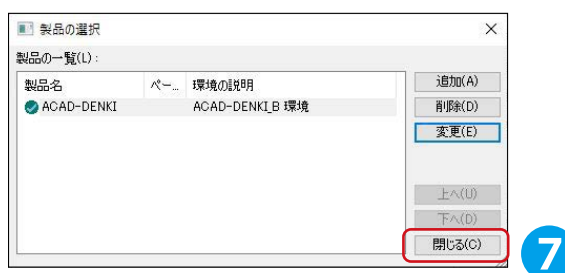 製品の選択
製品の一覧(L):
製品名 ペー... 環境の説明
ACAD-DENKI ACAD-DENKI_B 環境
追加(A)
削除(D)
変更(E)
上へ(U)
下へ(D)
閉じる(C)
7